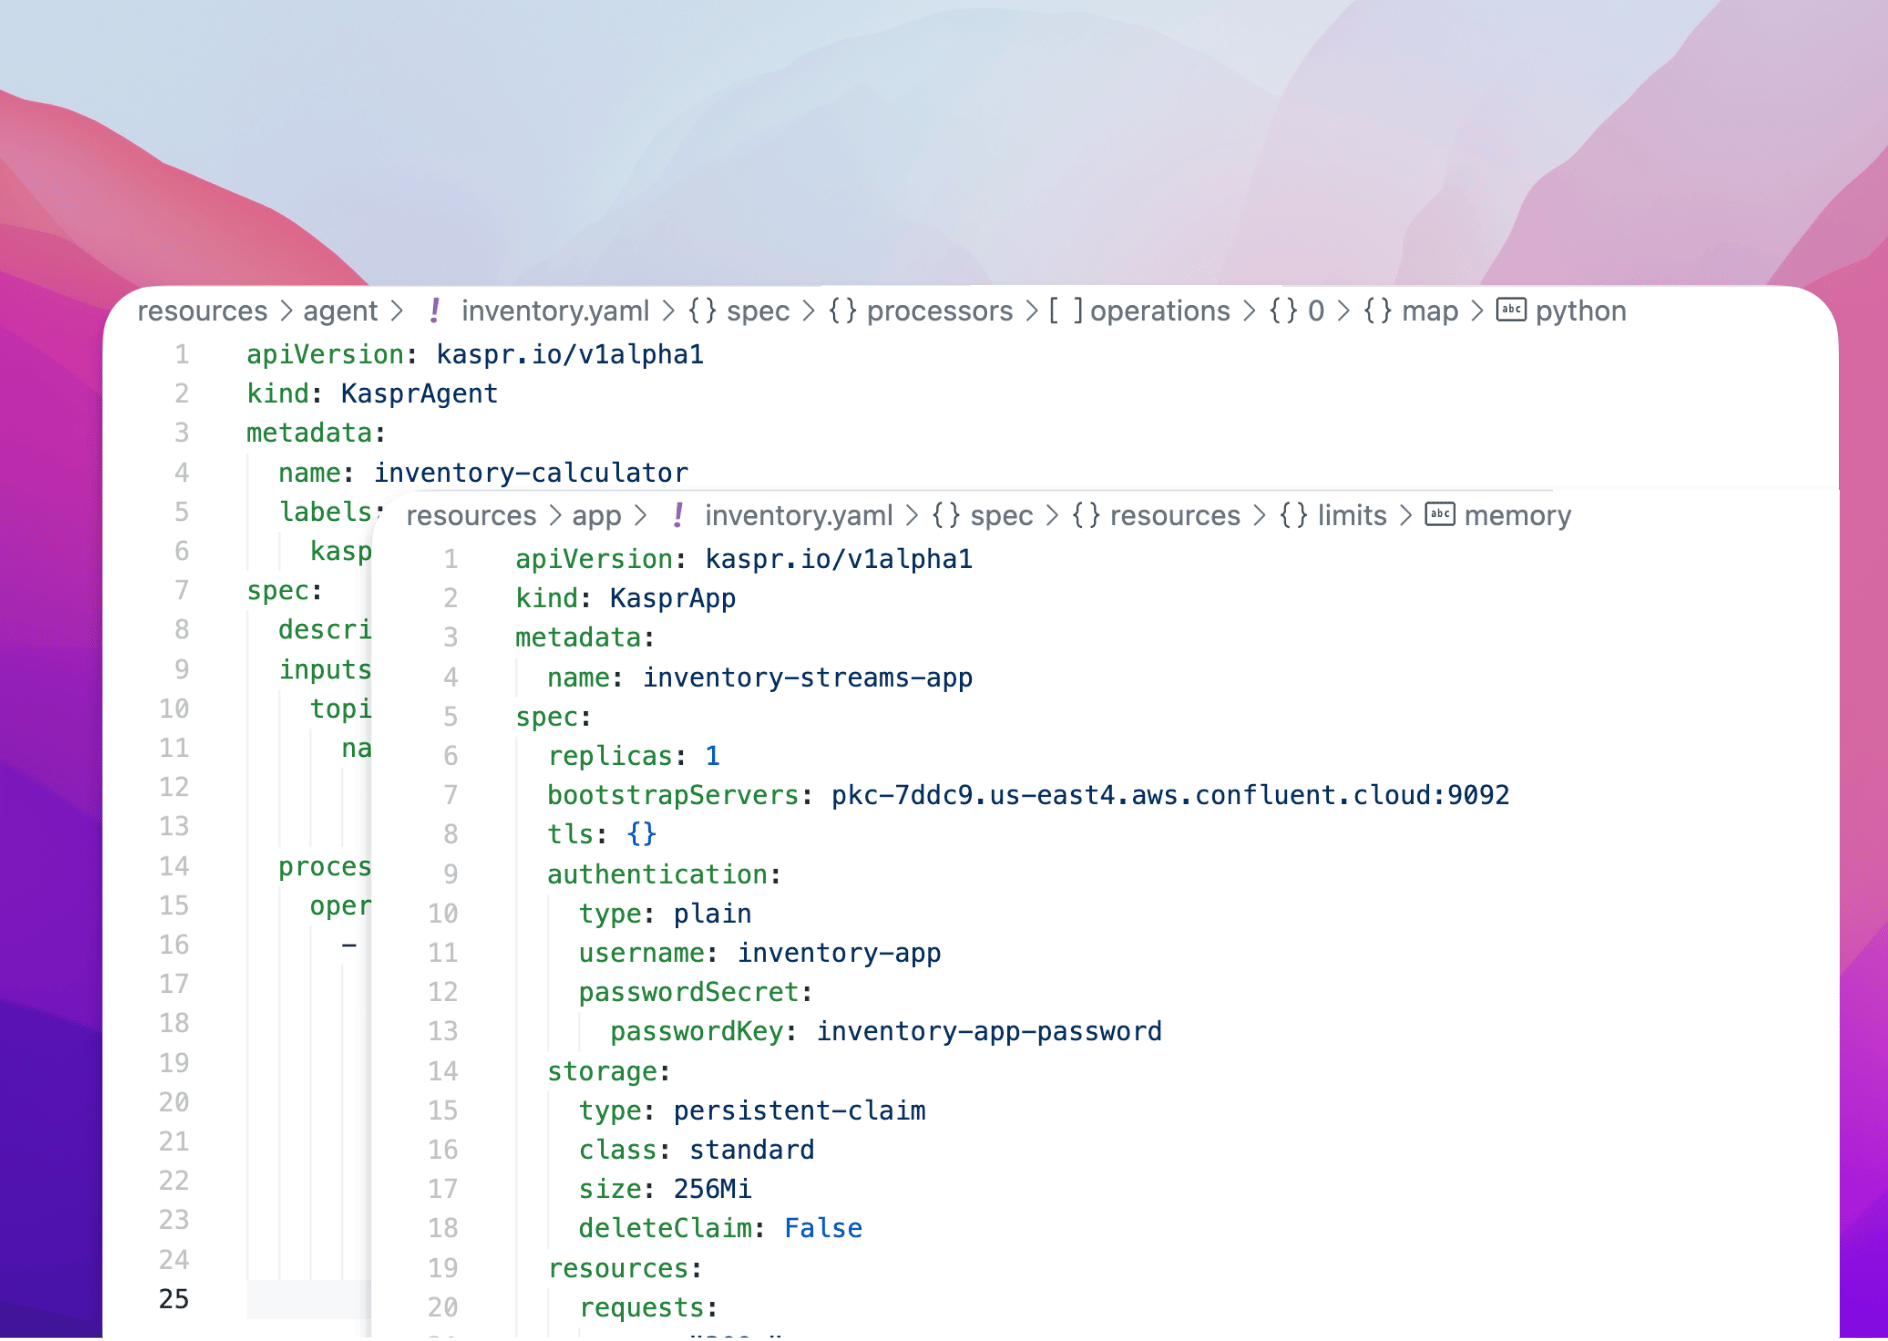 resources > agent > ! inventory.yaml > {} spec > {} processors > [ ] operations > {} 0 > {} map > abc python
1 apiVersion: kaspr.io/v1alpha1
2 kind: KasprAgent
3 metadata:
4   name: inventory-calculator
5   labels:
6     kasp
7 spec:
8   descri
9   inputs
10     topi
11       na
12
13
14   proces
15     oper
16       -
17
18
19
20
21
22
23
24
25
resources > app > ! inventory.yaml > {} spec > {} resources > {} limits > abc memory
1 apiVersion: kaspr.io/v1alpha1
2 kind: KasprApp
3 metadata:
4   name: inventory-streams-app
5 spec:
6   replicas: 1
7   bootstrapServers: pkc-7ddc9.us-east4.aws.confluent.cloud:9092
8   tls: {}
9   authentication:
10     type: plain
11     username: inventory-app
12     passwordSecret:
13       passwordKey: inventory-app-password
14   storage:
15     type: persistent-claim
16     class: standard
17     size: 256Mi
18     deleteClaim: False
19   resources:
20     requests: